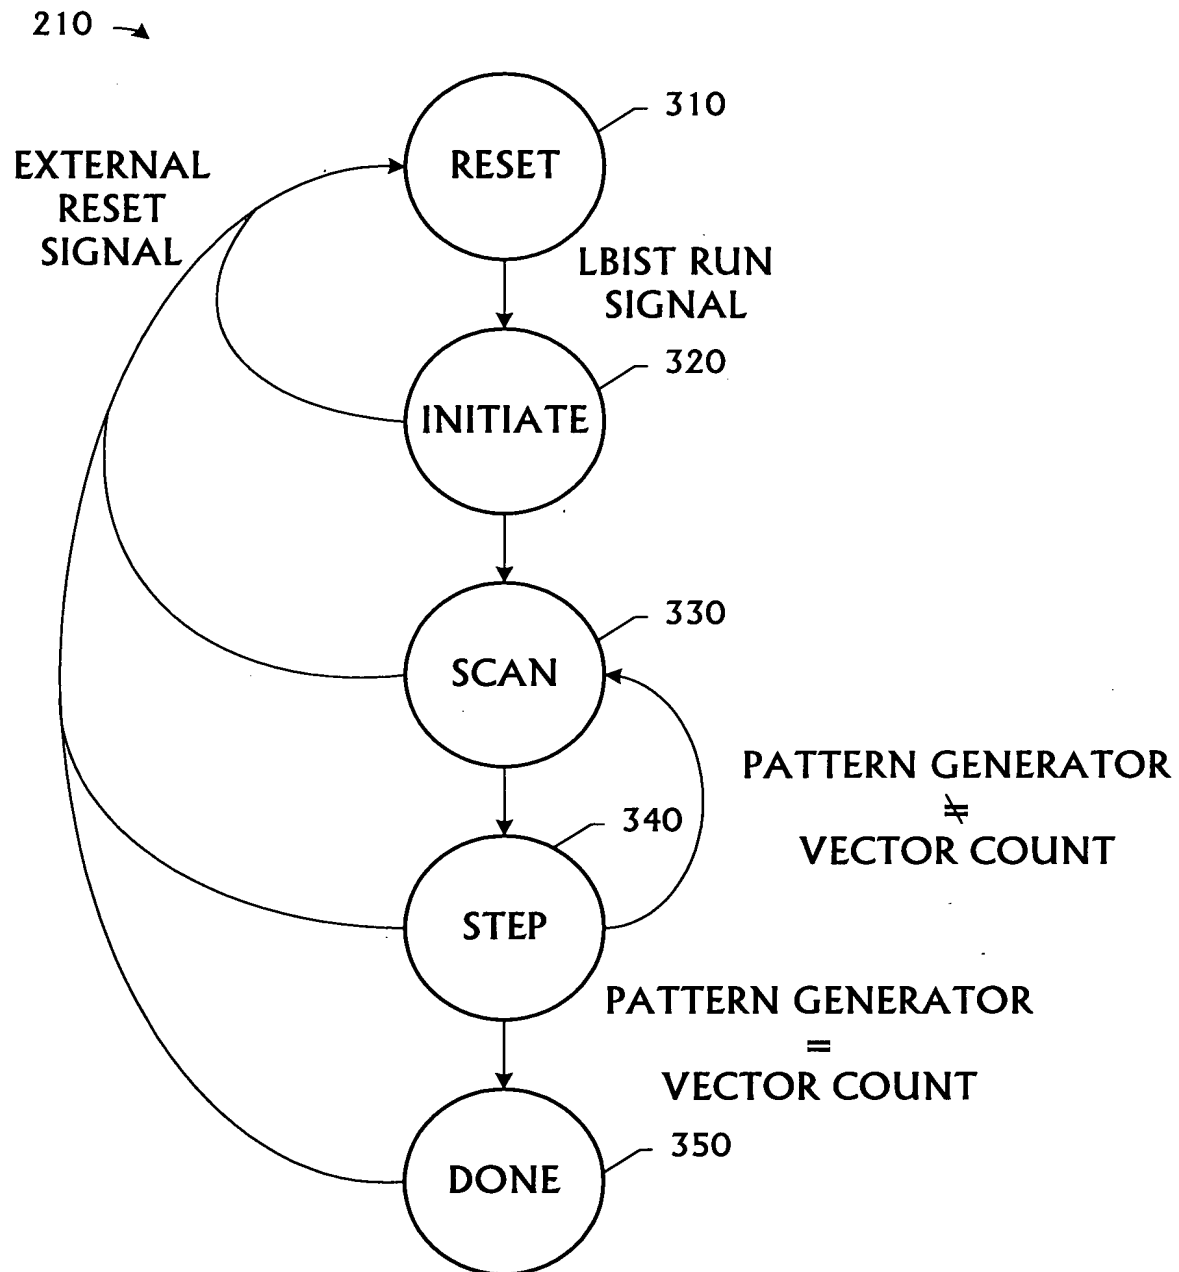 210
310
RESET
EXTERNAL
RESET
SIGNAL
LBIST RUN
SIGNAL
320
INITIATE
330
SCAN
PATTERN GENERATOR
≠
VECTOR COUNT
340
STEP
PATTERN GENERATOR
=
VECTOR COUNT
350
DONE